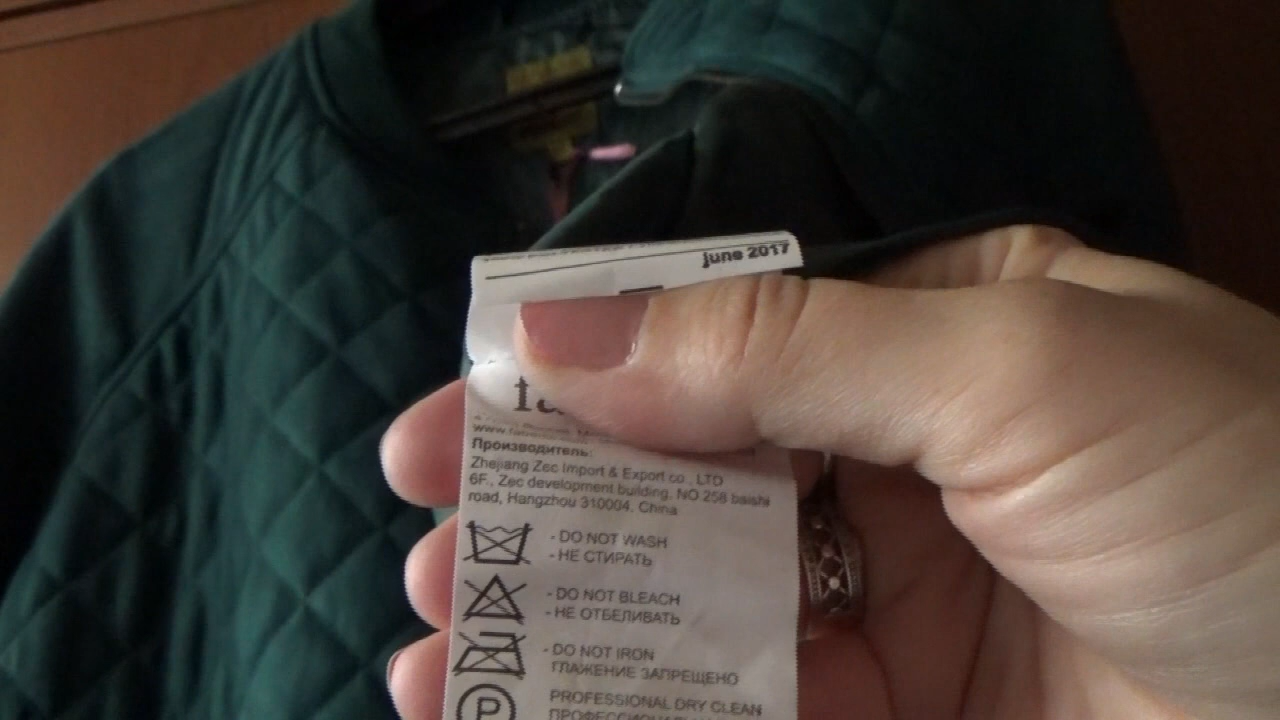 june 2017
Производитель:
Zhejiang Zec Import & Export co., LTD
6F., Zec development building. NO 258 baishi
road, Hangzhou 310004. China
- DO NOT WASH
- НЕ СТИРАТЬ
- DO NOT BLEACH
- НЕ ОТБЕЛИВАТЬ
- DO NOT IRON
ГЛАЖЕНИЕ ЗАПРЕЩЕНО
P
PROFESSIONAL DRY CLEAN